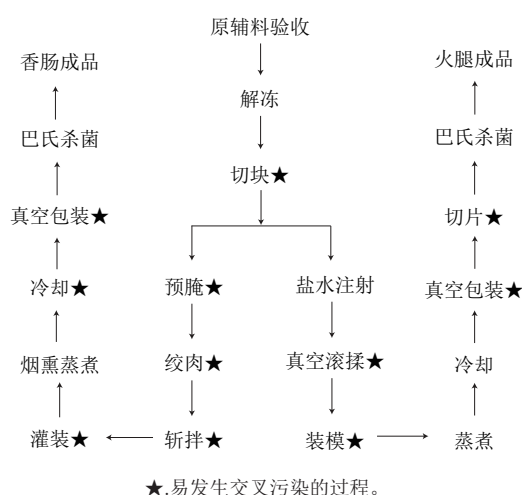 原辅料验收
解冻
切块★
预腌★
绞肉★
斩拌★
灌装★
烟熏蒸煮
冷却★
真空包装★
巴氏杀菌
香肠成品
盐水注射
真空滚揉★
装模★
蒸煮
冷却
真空包装★
切片★
巴氏杀菌
火腿成品
★.易发生交叉污染的过程。